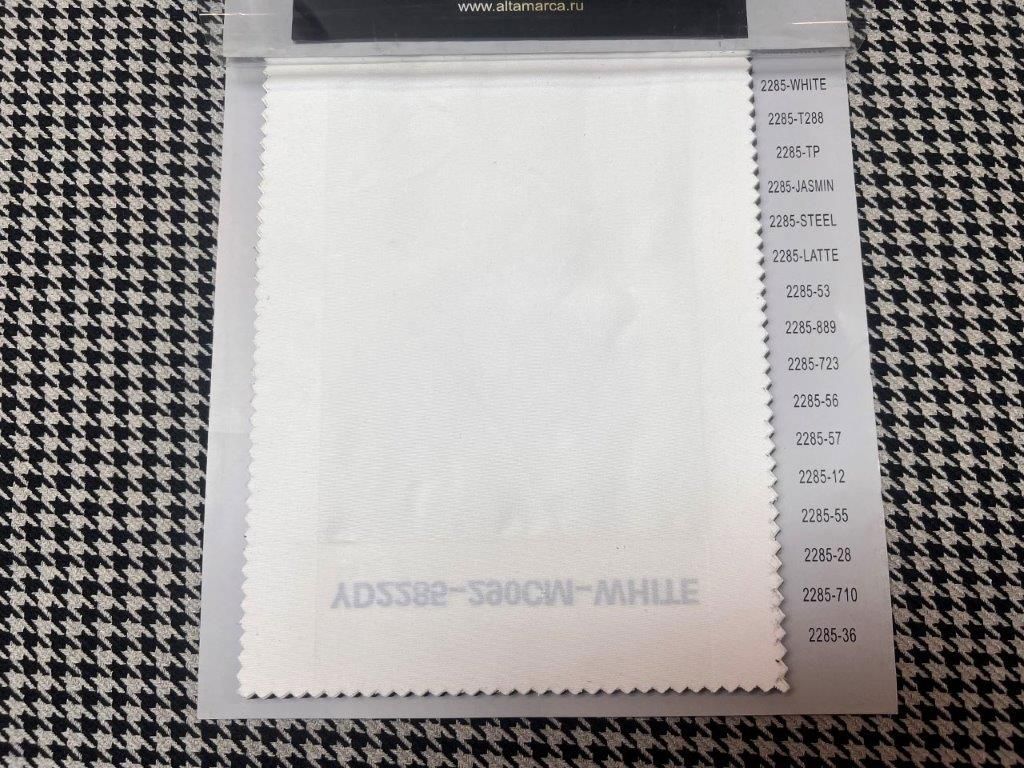 www.altamarca.ru
2285-WHITE
2285-T288
2285-TP
2285-JASMIN
2285-STEEL
2285-LATTE
2285-53
2285-889
2285-723
2285-56
2285-57
2285-12
2285-55
2285-28
2285-710
2285-36
YD2285-290CM-WHITE